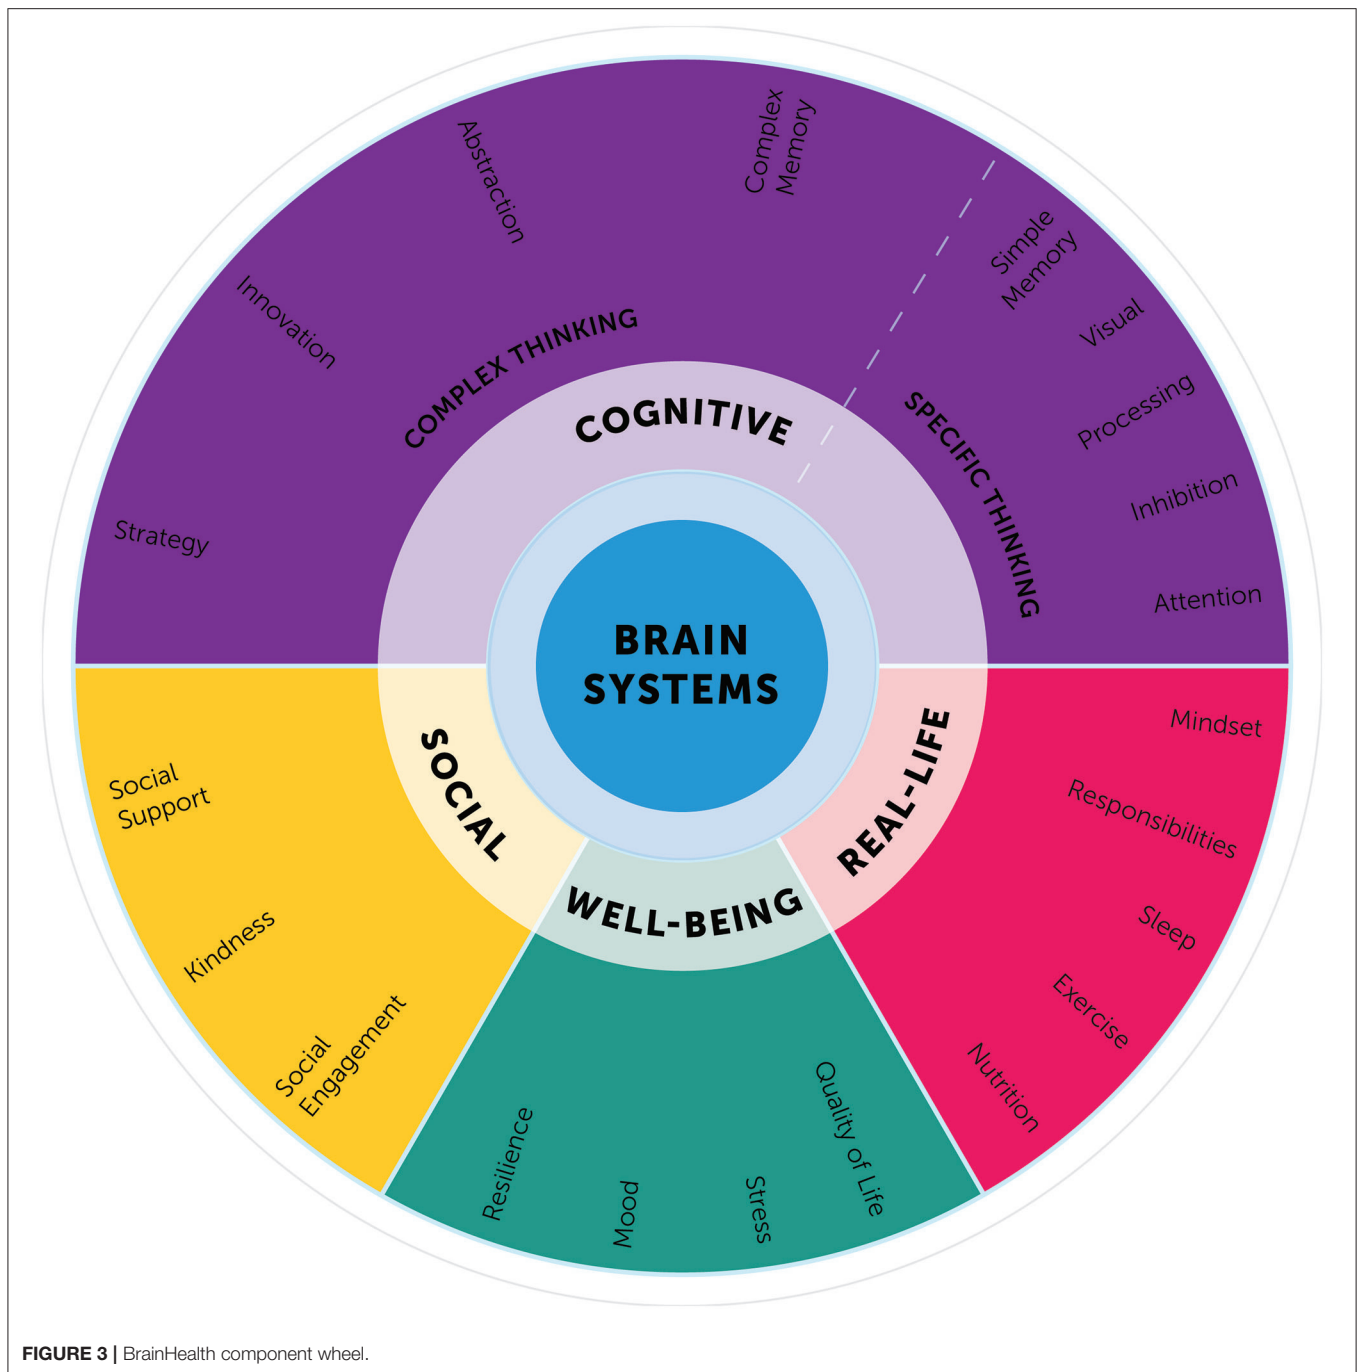 BRAIN
SYSTEMS
COGNITIVE
COMPLEX THINKING
Strategy
Innovation
Abstraction
Complex
Memory
SPECIFIC THINKING
Simple
Memory
Visual
Processing
Inhibition
Attention
REAL-LIFE
Mindset
Responsibilities
Sleep
Exercise
Nutrition
WELL-BEING
Quality of Life
Stress
Mood
Resilience
SOCIAL
Social
Engagement
Kindness
Social
Support
FIGURE 3 | BrainHealth component wheel.